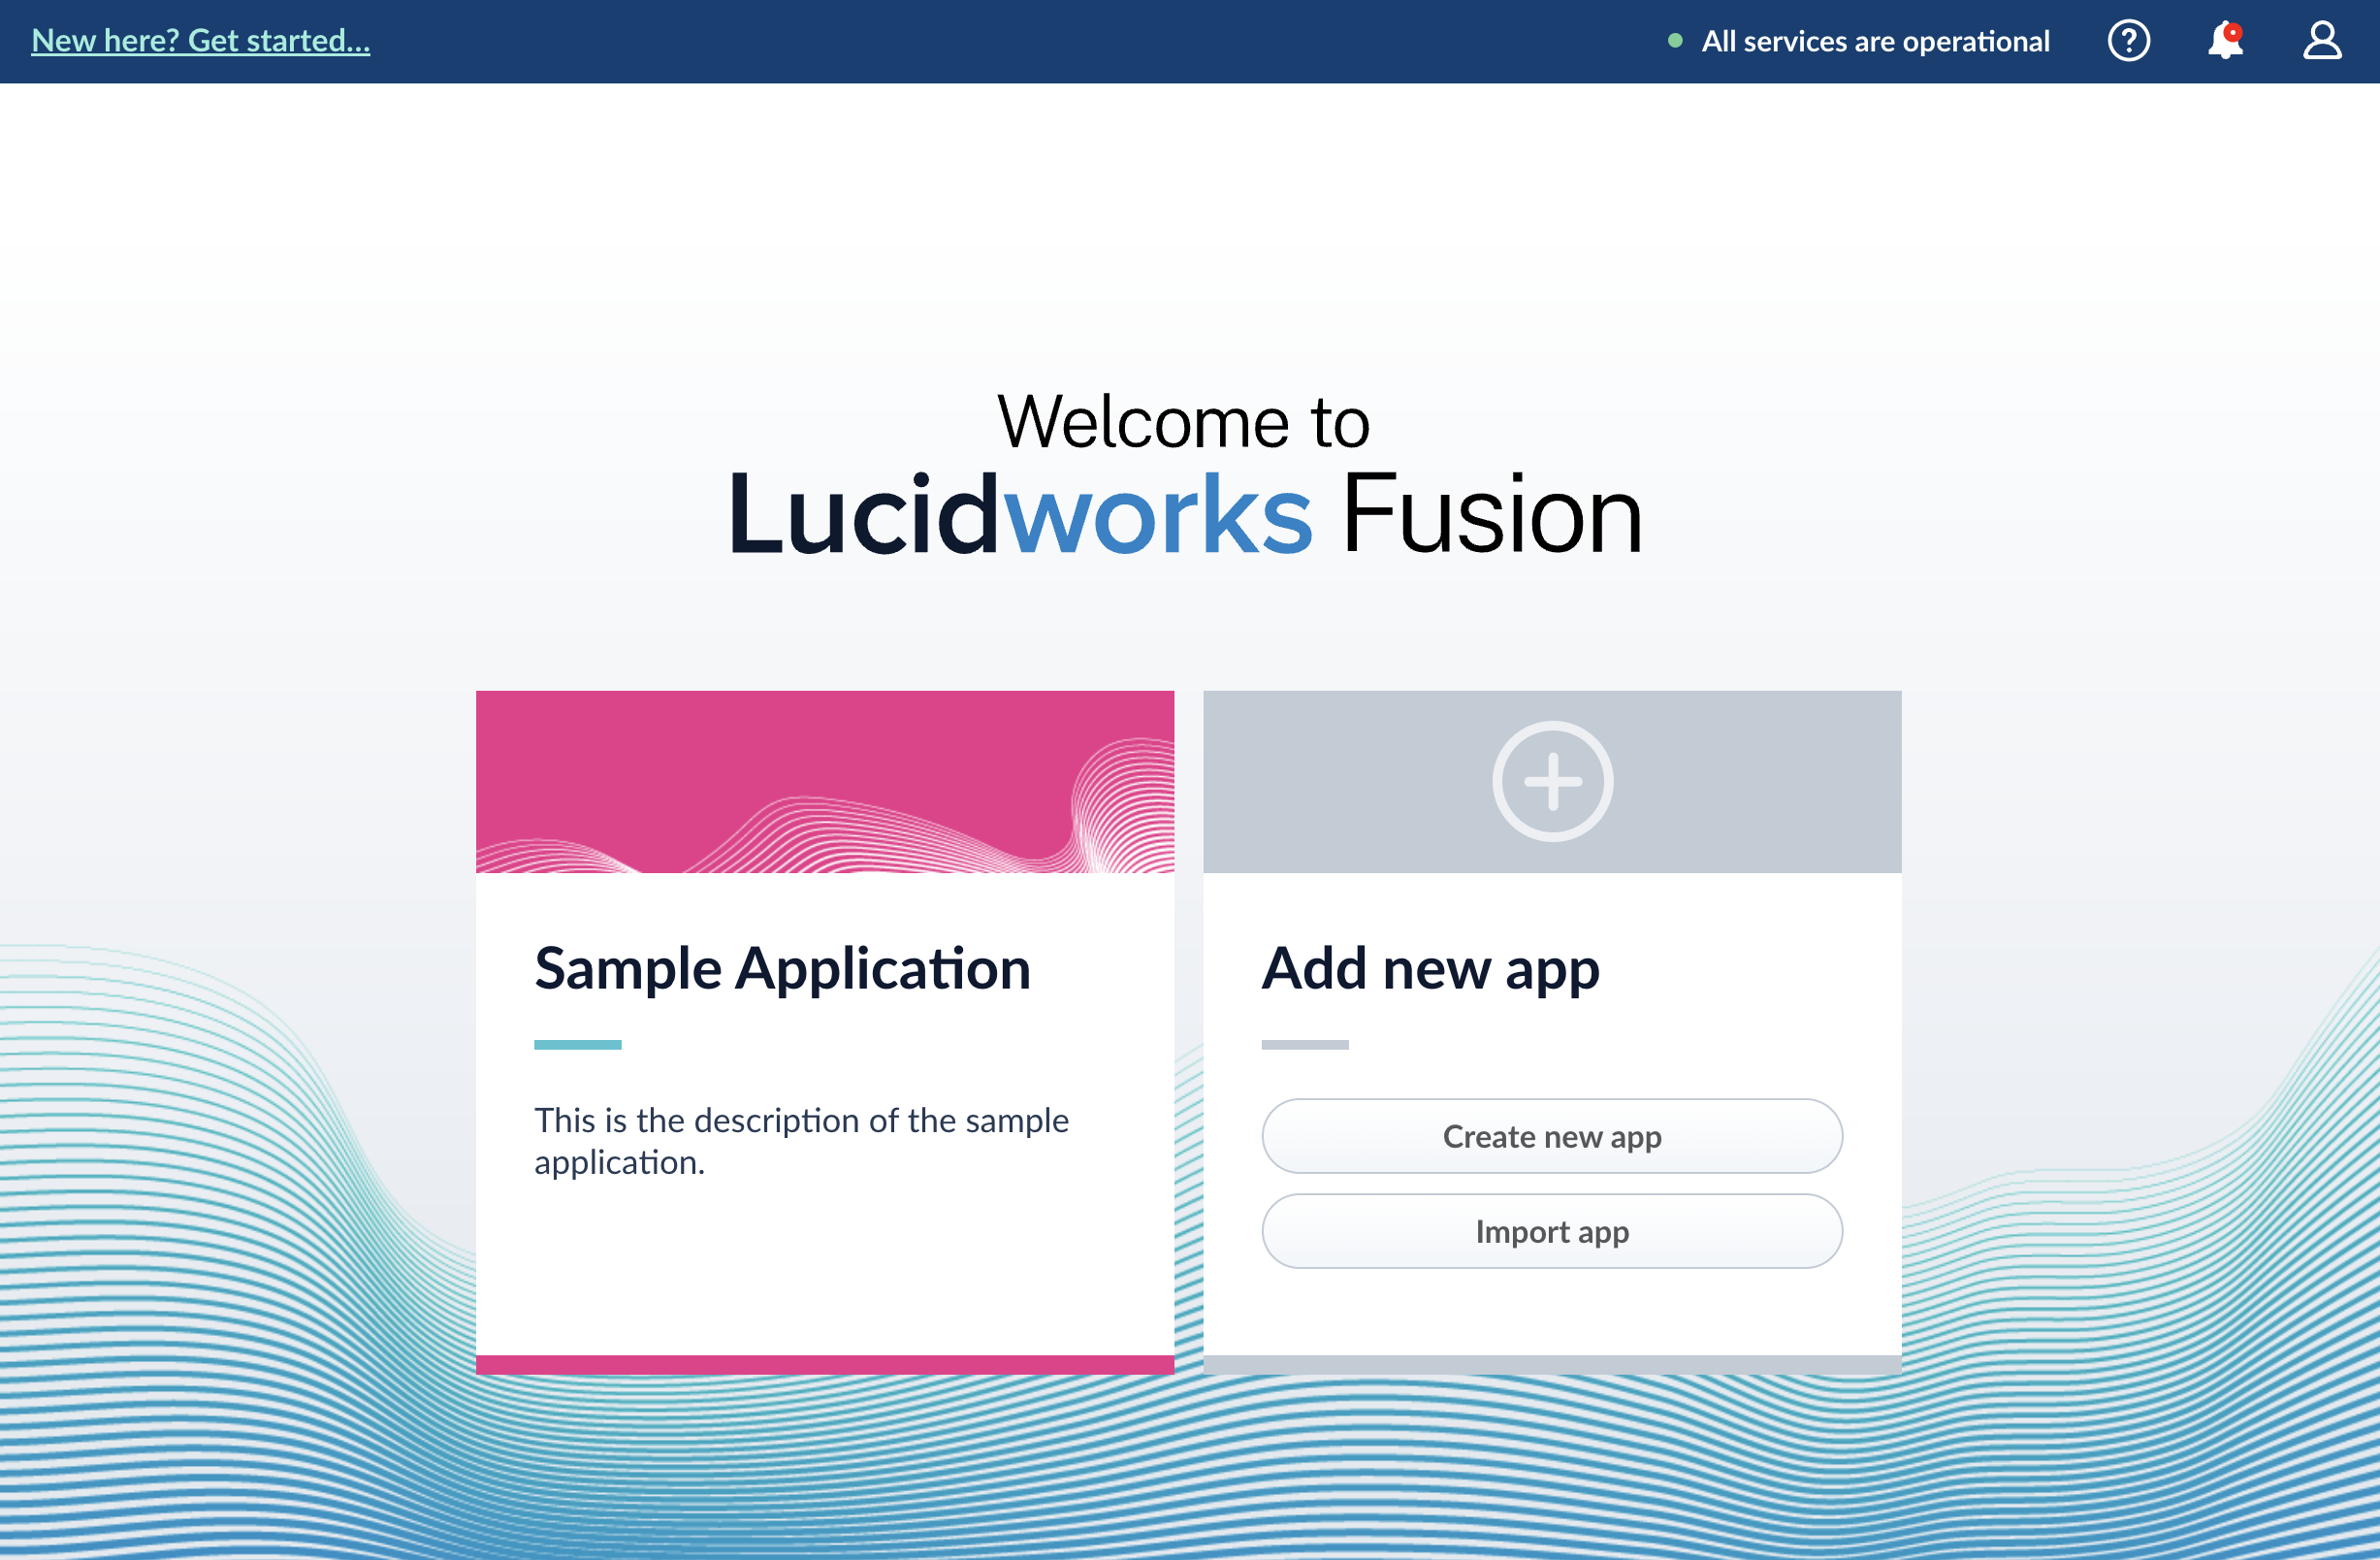 New here? Get started...
All services are operational
Welcome to
Lucidworks Fusion
Sample Application
This is the description of the sample
application.
Add new app
Create new app
Import app